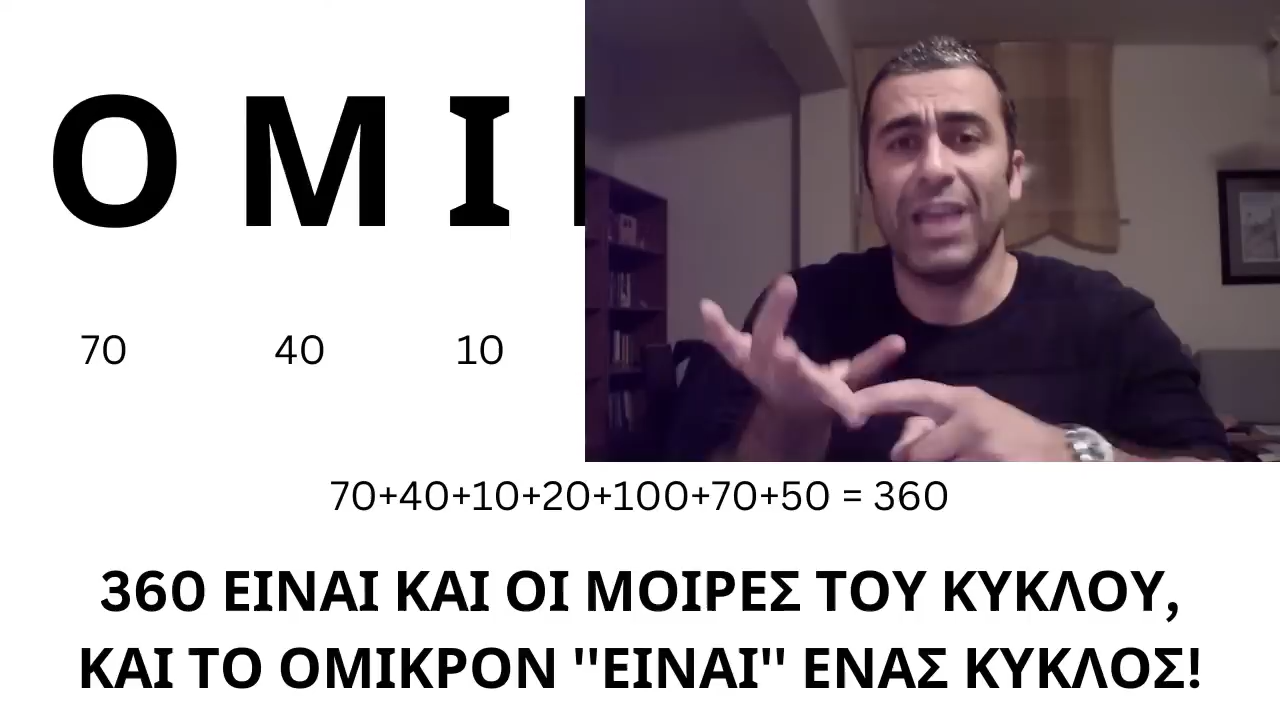 Ο Μ Ι
70 40 10
70+40+10+20+100+70+50 = 360
360 ΕΙΝΑΙ ΚΑΙ ΟΙ ΜΟΙΡΕΣ ΤΟΥ ΚΥΚΛΟΥ,
ΚΑΙ ΤΟ ΟΜΙΚΡΟΝ "ΕΙΝΑΙ" ΕΝΑΣ ΚΥΚΛΟΣ!